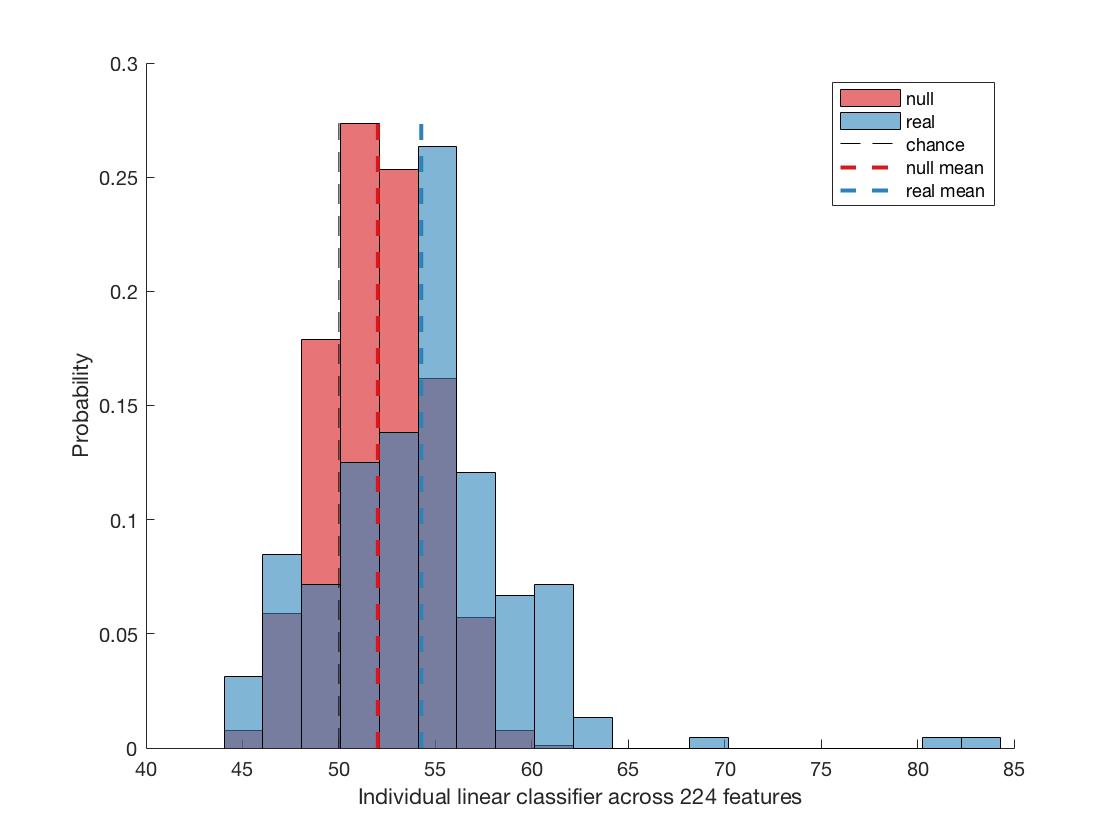 0.3
0.25
0.2
0.15
0.1
0.05
0
Probability
40 45 50 55 60 65 70 75 80 85
Individual linear classifier across 224 features
null
real
chance
null mean
real mean